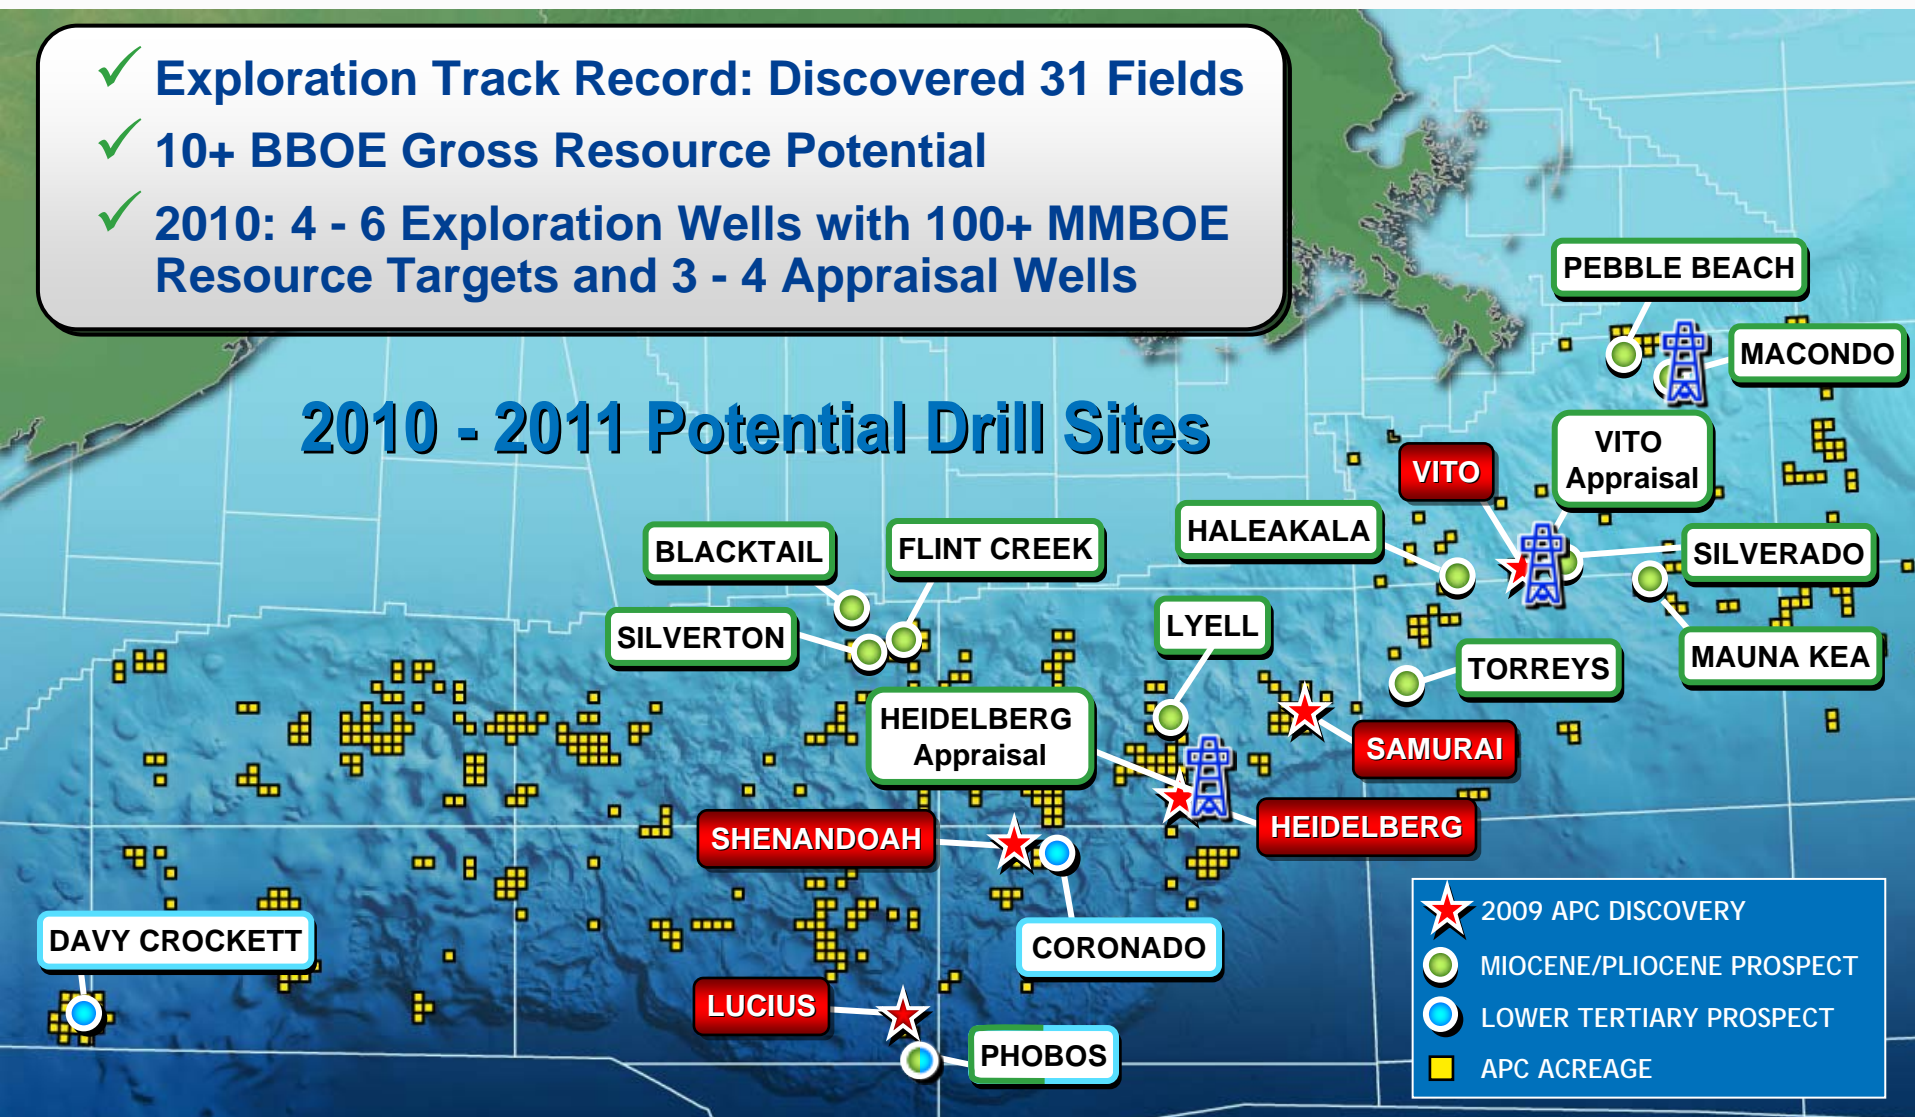 Exploration Track Record: Discovered 31 Fields
10+ BBOE Gross Resource Potential
2010: 4 - 6 Exploration Wells with 100+ MMBOE
Resource Targets and 3 - 4 Appraisal Wells
2010 - 2011 Potential Drill Sites
PEBBLE BEACH
MACONDO
VITO
Appraisal
VITO
HALEAKALA
SILVERADO
BLACKTAIL
FLINT CREEK
SILVERTON
LYELL
TORREYS
MAUNA KEA
HEIDELBERG
Appraisal
SAMURAI
SHENANDOAH
HEIDELBERG
DAVY CROCKETT
CORONADO
LUCIUS
PHOBOS
2009 APC DISCOVERY
MIOCENE/PLIOCENE PROSPECT
LOWER TERTIARY PROSPECT
APC ACREAGE